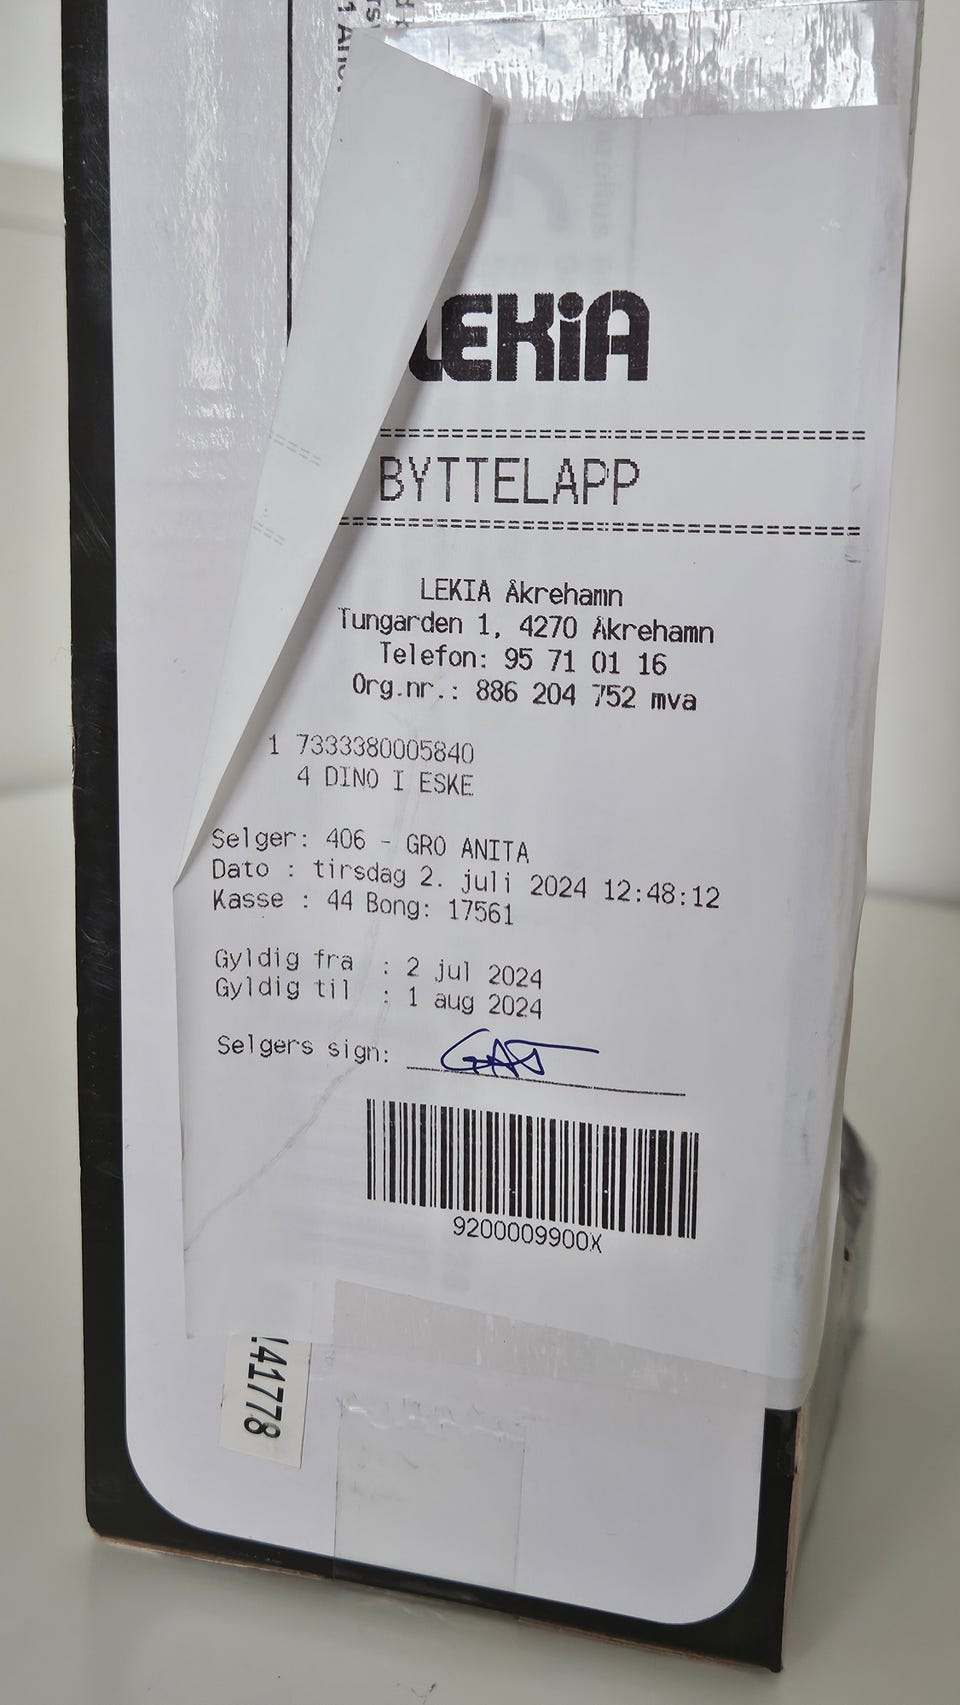 LEKiA
===========================================
BYTTELAPP
===========================================
LEKIA Åkrehamn
Tungarden 1, 4270 Åkrehamn
Telefon: 95 71 01 16
Org.nr.: 886 204 752 mva
1 7333380005840
4 DINO I ESKE
Selger: 406 - GRO ANITA
Dato : tirsdag 2. juli 2024 12:48:12
Kasse : 44 Bong: 17561
Gyldig fra : 2 jul 2024
Gyldig til : 1 aug 2024
Selgers sign: GAT
9200009900X
41778